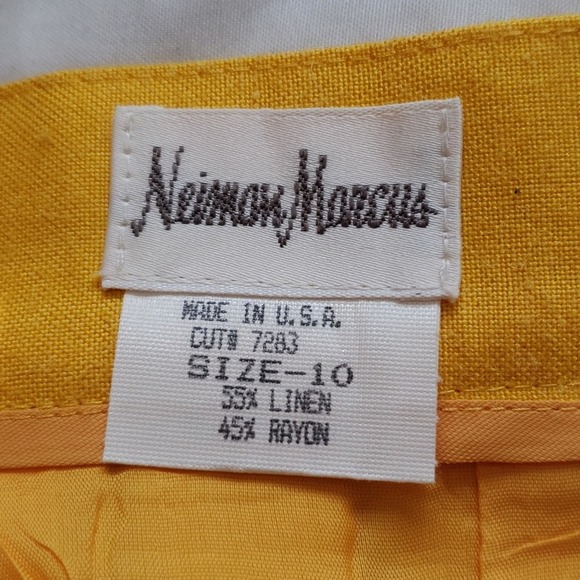 Neiman Marcus
MADE IN U.S.A.
CUT# 7283
SIZE-10
55% LINEN
45% RAYON